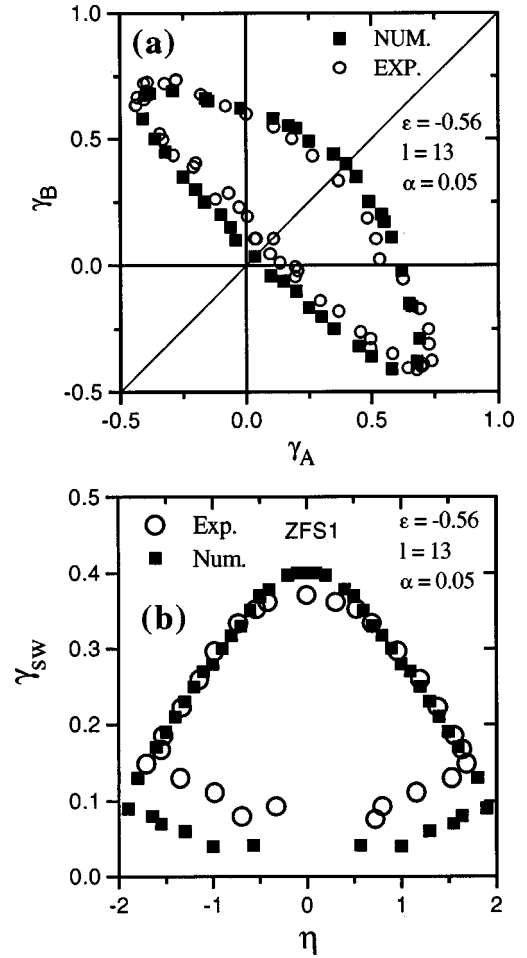 (a)
NUM.
EXP.
ε = -0.56
l = 13
α = 0.05
1.0
0.5
0.0
-0.5
γB
-0.5
0.0
0.5
1.0
γA
(b)
Exp.
Num.
ZFS1
ε = -0.56
l = 13
α = 0.05
0.5
0.4
0.3
0.2
0.1
0.0
γsw
-2
-1
0
1
2
η